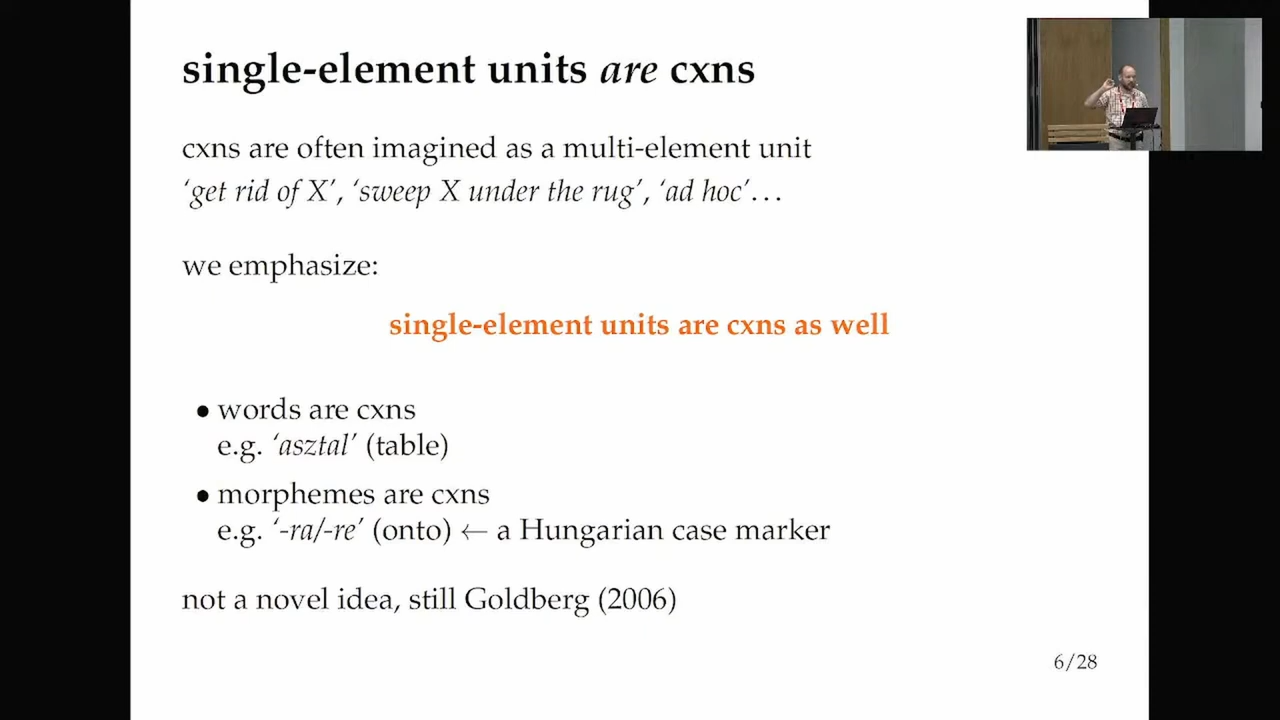 single-element units are cxns
cxns are often imagined as a multi-element unit
‘get rid of X’, ‘sweep X under the rug’, ‘ad hoc’...
we emphasize:
single-element units are cxns as well
• words are cxns
e.g. ‘asztal’ (table)
• morphemes are cxns
e.g. ‘-ra/-re’ (onto) ← a Hungarian case marker
not a novel idea, still Goldberg (2006)
6/28